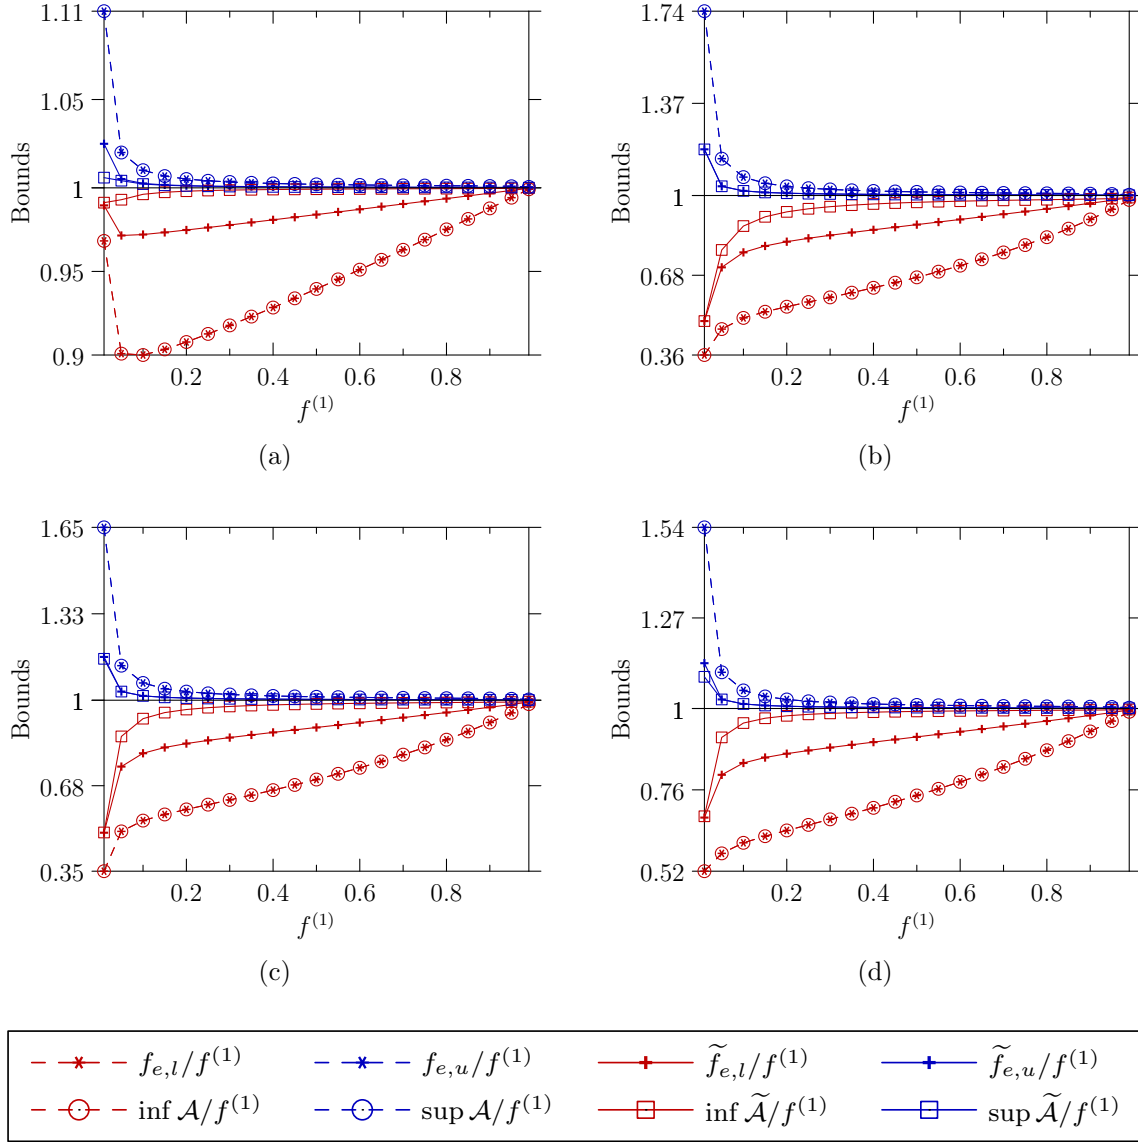 1.11
1.05
1
0.95
0.9
Bounds
0.2 0.4 0.6 0.8
f^{(1)}
(a)
1.74
1.37
1
0.68
0.36
Bounds
0.2 0.4 0.6 0.8
f^{(1)}
(b)
1.65
1.33
1
0.68
0.35
Bounds
0.2 0.4 0.6 0.8
f^{(1)}
(c)
1.54
1.27
1
0.76
0.52
Bounds
0.2 0.4 0.6 0.8
f^{(1)}
(d)
f_{e,l}/f^{(1)} f_{e,u}/f^{(1)} \widetilde{f}_{e,l}/f^{(1)} \widetilde{f}_{e,u}/f^{(1)}
inf \mathcal{A}/f^{(1)} sup \mathcal{A}/f^{(1)} inf \widetilde{\mathcal{A}}/f^{(1)} sup \widetilde{\mathcal{A}}/f^{(1)}